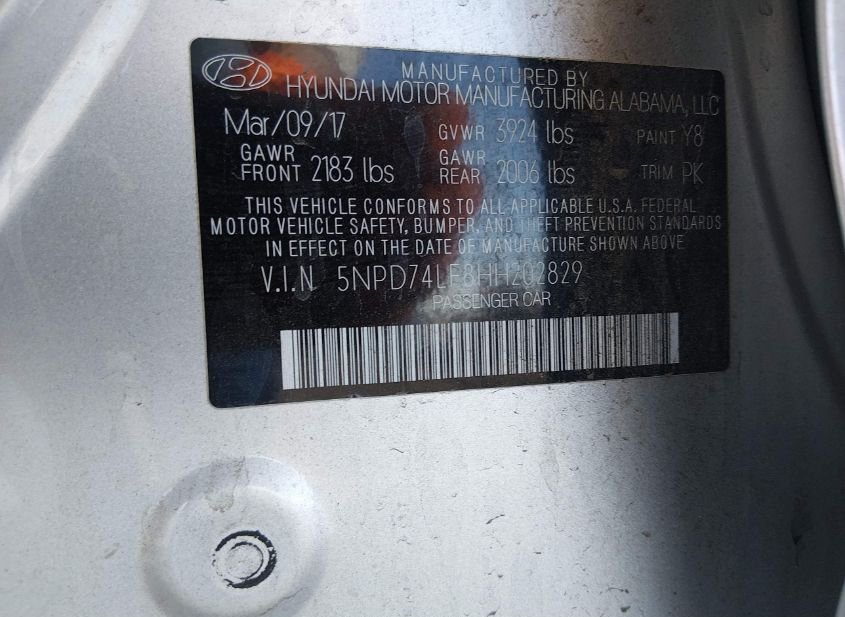 MANUFACTURED BY
HYUNDAI MOTOR MANUFACTURING ALABAMA, LLC
Mar/09/17 GVWR 3924 lbs PAINT Y8
GAWR FRONT 2183 lbs GAWR REAR 2006 lbs TRIM PK
THIS VEHICLE CONFORMS TO ALL APPLICABLE U.S.A. FEDERAL
MOTOR VEHICLE SAFETY, BUMPER, AND THEFT PREVENTION STANDARDS
IN EFFECT ON THE DATE OF MANUFACTURE SHOWN ABOVE
V.I.N 5NPD74LF8HH202829
PASSENGER CAR